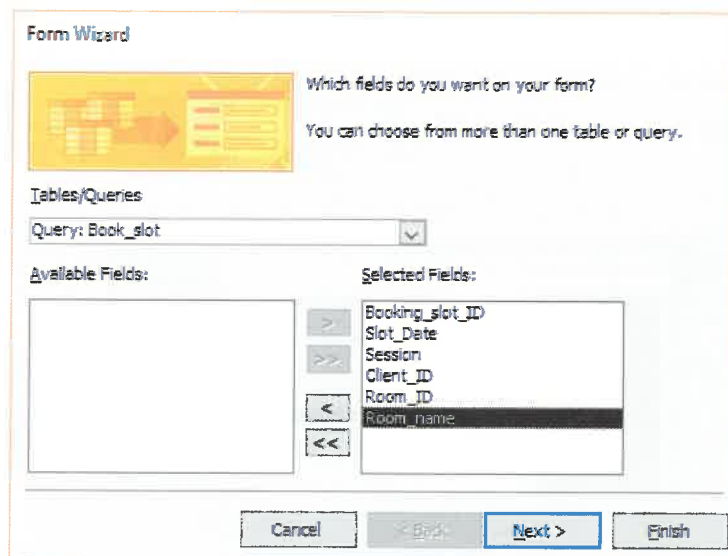 Form Wizard
Which fields do you want on your form?
You can choose from more than one table or query.
Tables/Queries
Query: Book_slot
Available Fields:
Selected Fields:
Booking_slot_ID
Slot_Date
Session
Client_ID
Room_ID
Room_name
>
>>
<
<<
Cancel
< Back
Next >
Finish